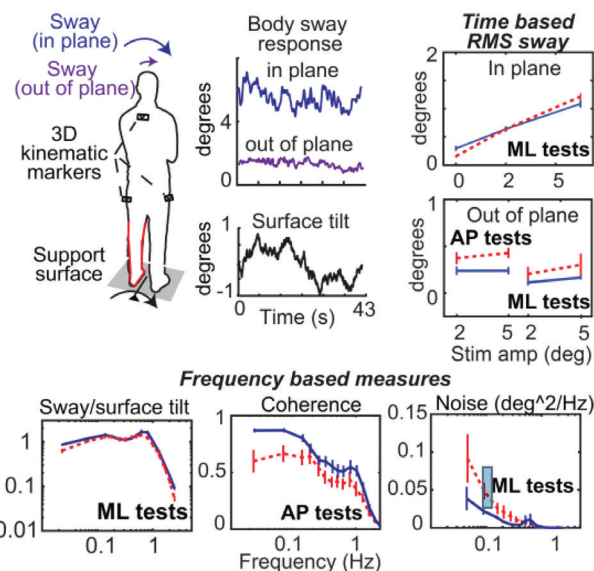 Sway
(in plane)
Sway
(out of plane)
3D
kinematic
markers
Support
surface
Body sway
response
in plane
degrees
4
out of plane
Surface tilt
degrees
1
-1
0
43
Time (s)
Time based
RMS sway
2
In plane
degrees
1
0
ML tests
0
2
5
Out of plane
1
AP tests
degrees
0
ML tests
2
5
2
5
Stim amp (deg)
Frequency based measures
Sway/surface tilt
1
0.1
0.01
ML tests
0.1
1
Coherence
1
0.5
0
AP tests
0.1
1
Frequency (Hz)
Noise (deg^2/Hz)
0.15
0.10
0.05
0.00
ML tests
0.1
1